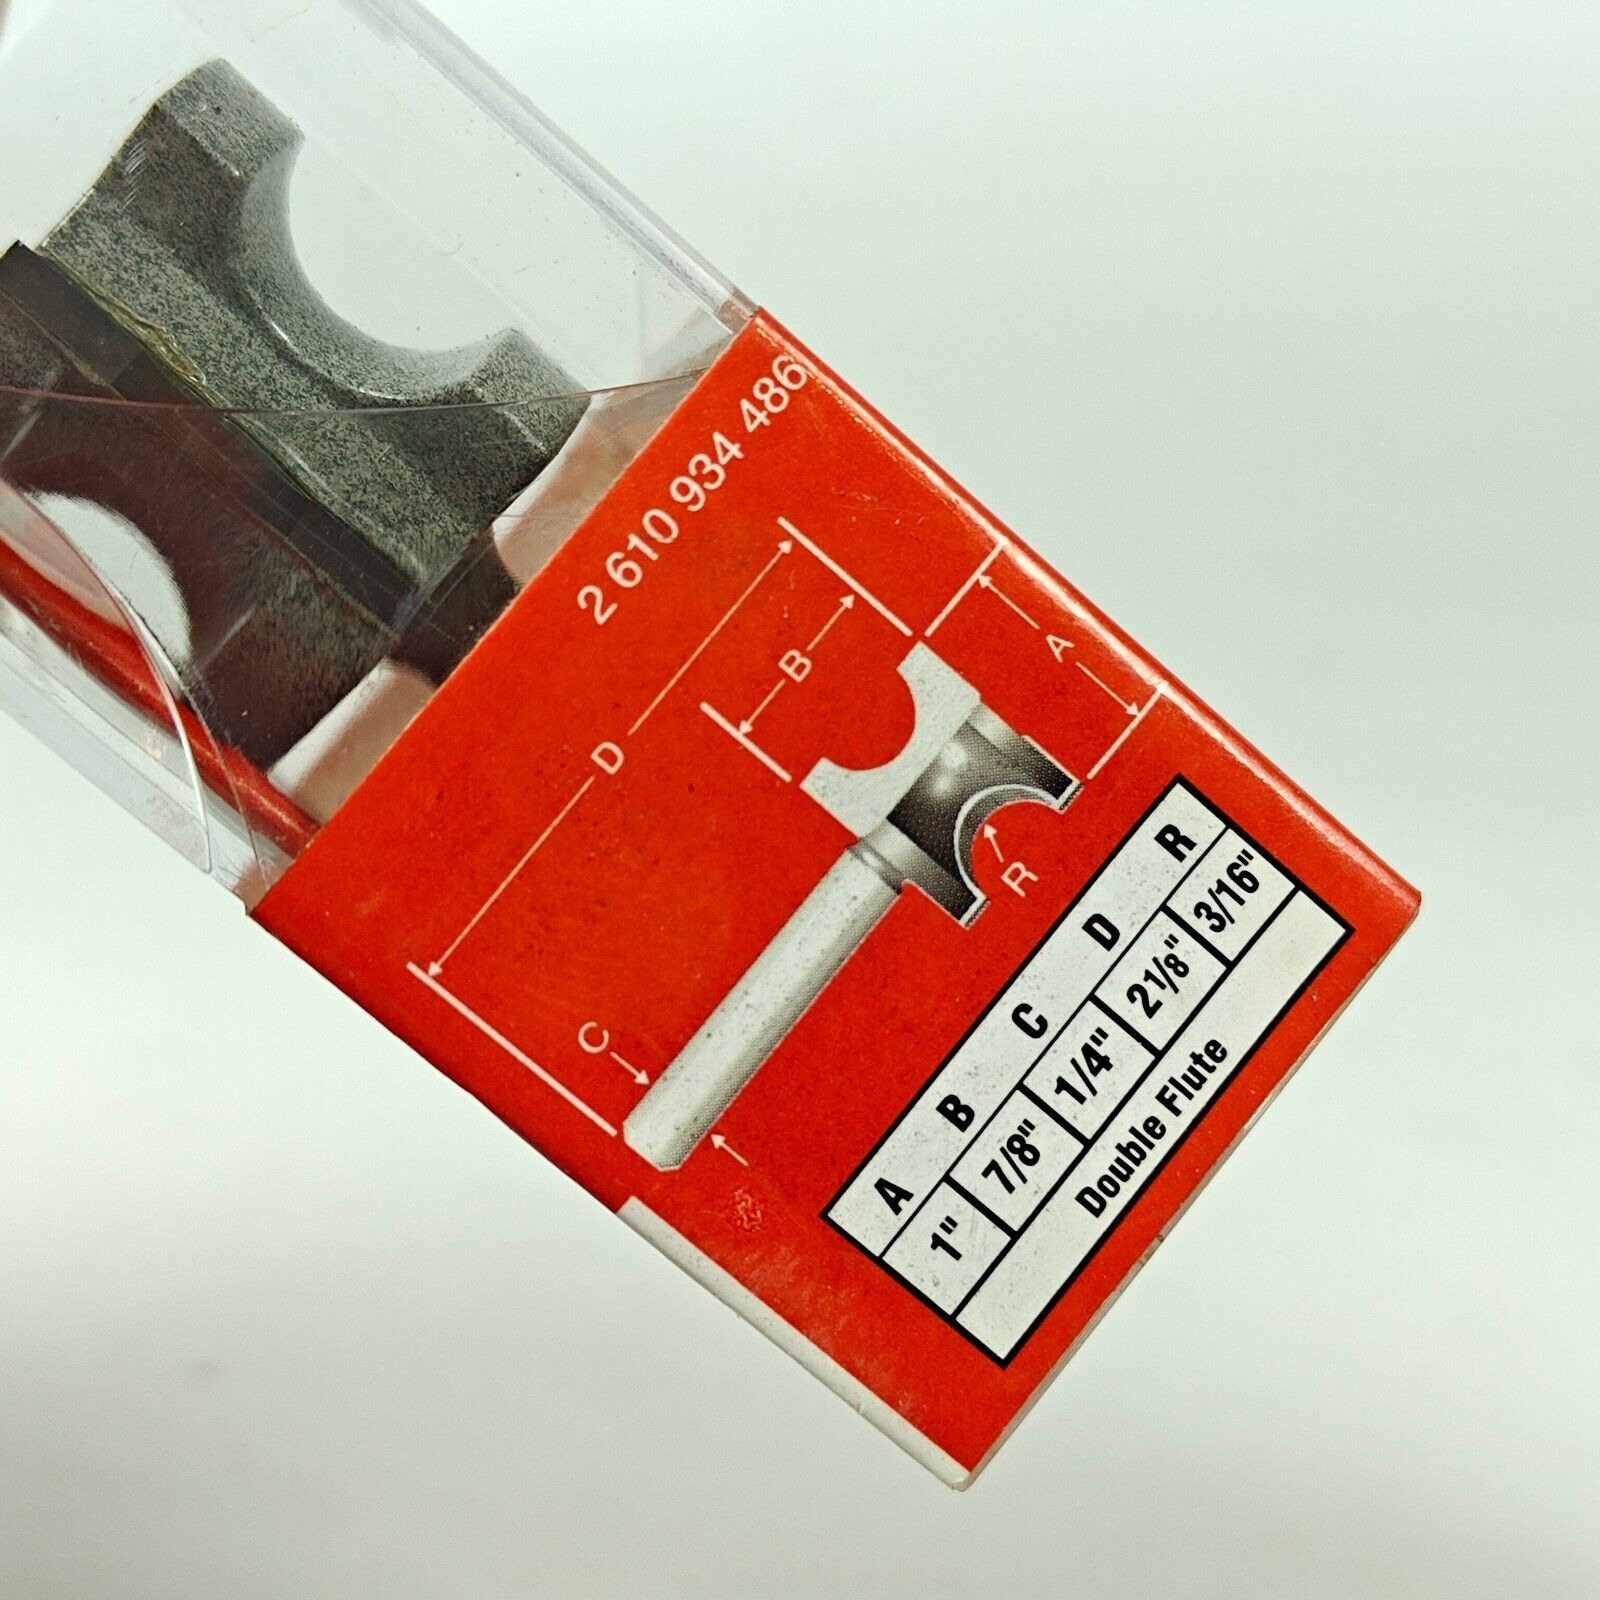 2 610 934 486
D
B
A
R
C
A B C D R
1" 7/8" 1/4" 2 1/8" 3/16"
Double Flute